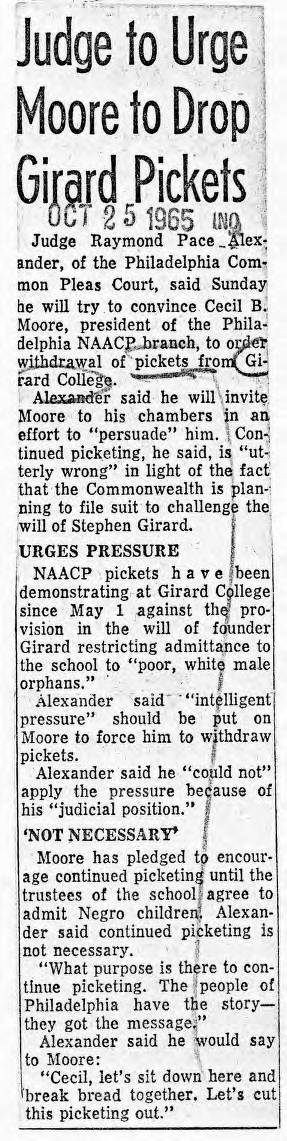 Judge to Urge
Moore to Drop
Girard Pickets
OCT 25 1965 INQ
Judge Raymond Pace Alex-
ander, of the Philadelphia Com-
mon Pleas Court, said Sunday
he will try to convince Cecil B.
Moore, president of the Phila-
delphia NAACP branch, to order
withdrawal of pickets from Gi-
rard College.
Alexander said he will invite
Moore to his chambers in an
effort to "persuade" him. Con-
tinued picketing, he said, is "ut-
terly wrong" in light of the fact
that the Commonwealth is plan-
ning to file suit to challenge the
will of Stephen Girard.
URGES PRESSURE
NAACP pickets have been
demonstrating at Girard College
since May 1 against the pro-
vision in the will of founder
Girard restricting admittance to
the school to "poor, white male
orphans."
Alexander said "intelligent
pressure" should be put on
Moore to force him to withdraw
pickets.
Alexander said he "could not"
apply the pressure because of
his "judicial position."
'NOT NECESSARY'
Moore has pledged to encour-
age continued picketing until the
trustees of the school agree to
admit Negro children. Alexan-
der said continued picketing is
not necessary.
"What purpose is there to con-
tinue picketing. The people of
Philadelphia have the story—
they got the message."
Alexander said he would say
to Moore:
"Cecil, let's sit down here and
break bread together. Let's cut
this picketing out."